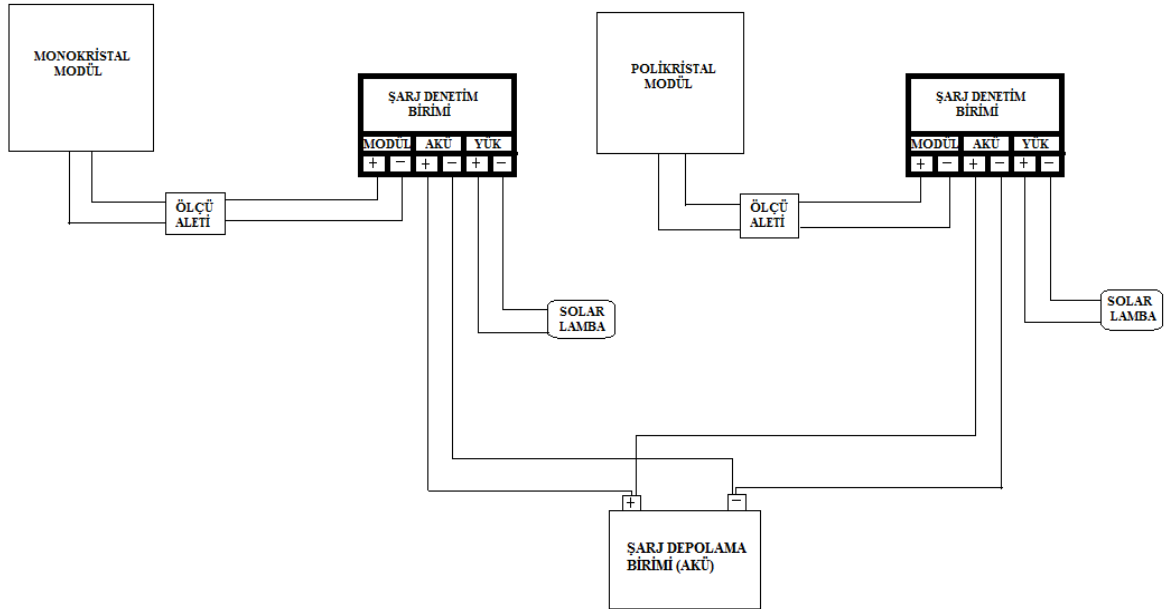 MONOKRİSTAL
MODÜL
ŞARJ DENETİM
BİRİMİ
MODÜL AKÜ YÜK
+ − + − + −
ÖLÇÜ
ALETİ
SOLAR
LAMBA
POLİKRİSTAL
MODÜL
ŞARJ DENETİM
BİRİMİ
MODÜL AKÜ YÜK
+ − + − + −
ÖLÇÜ
ALETİ
SOLAR
LAMBA
+ −
ŞARJ DEPOLAMA
BİRİMİ (AKÜ)